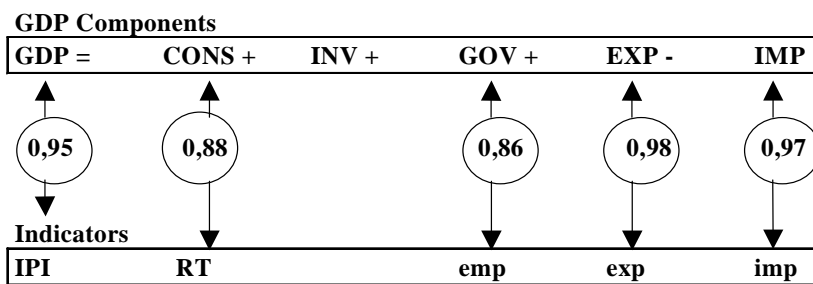 GDP Components
GDP = CONS + INV + GOV + EXP - IMP
0,95 0,88 0,86 0,98 0,97
Indicators
IPI RT emp exp imp